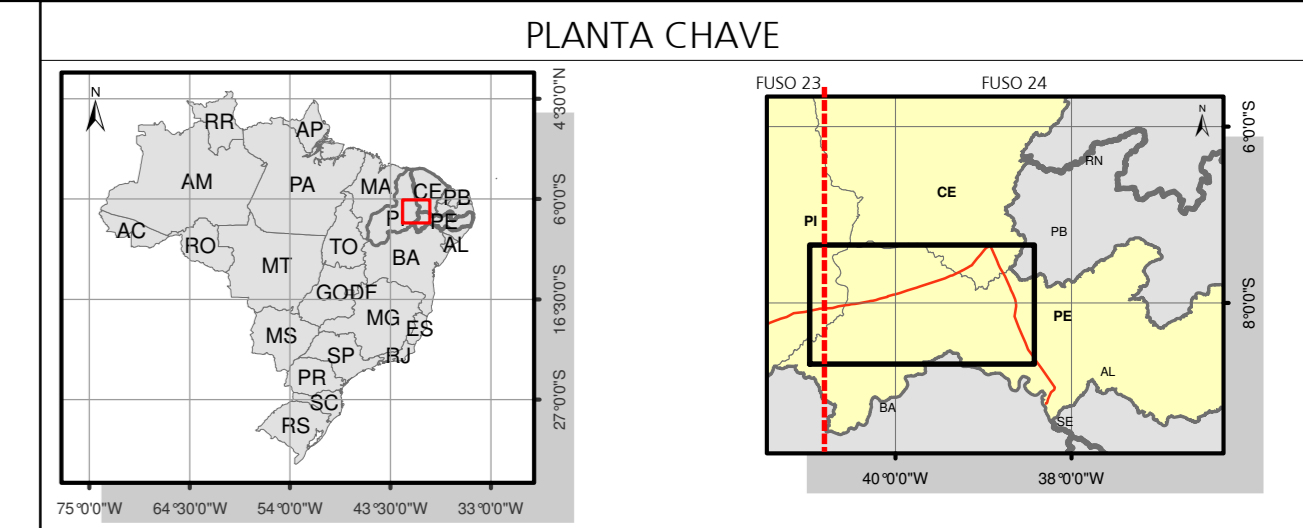 PLANTA CHAVE
N
RR
AP
AM
PA
MA
CE
PB
P
PE
AC
RO
TO
AL
BA
MT
GO
DF
MG
MS
ES
SP
RJ
PR
SC
RS
4°30'0"N
6°0'0"S
16°30'0"S
27°0'0"S
75°0'0"W
64°30'0"W
54°0'0"W
43°30'0"W
33°0'0"W
FUSO 23
FUSO 24
N
RN
CE
PI
PB
PE
AL
BA
SE
6°0'0"S
8°0'0"S
40°0'0"W
38°0'0"W